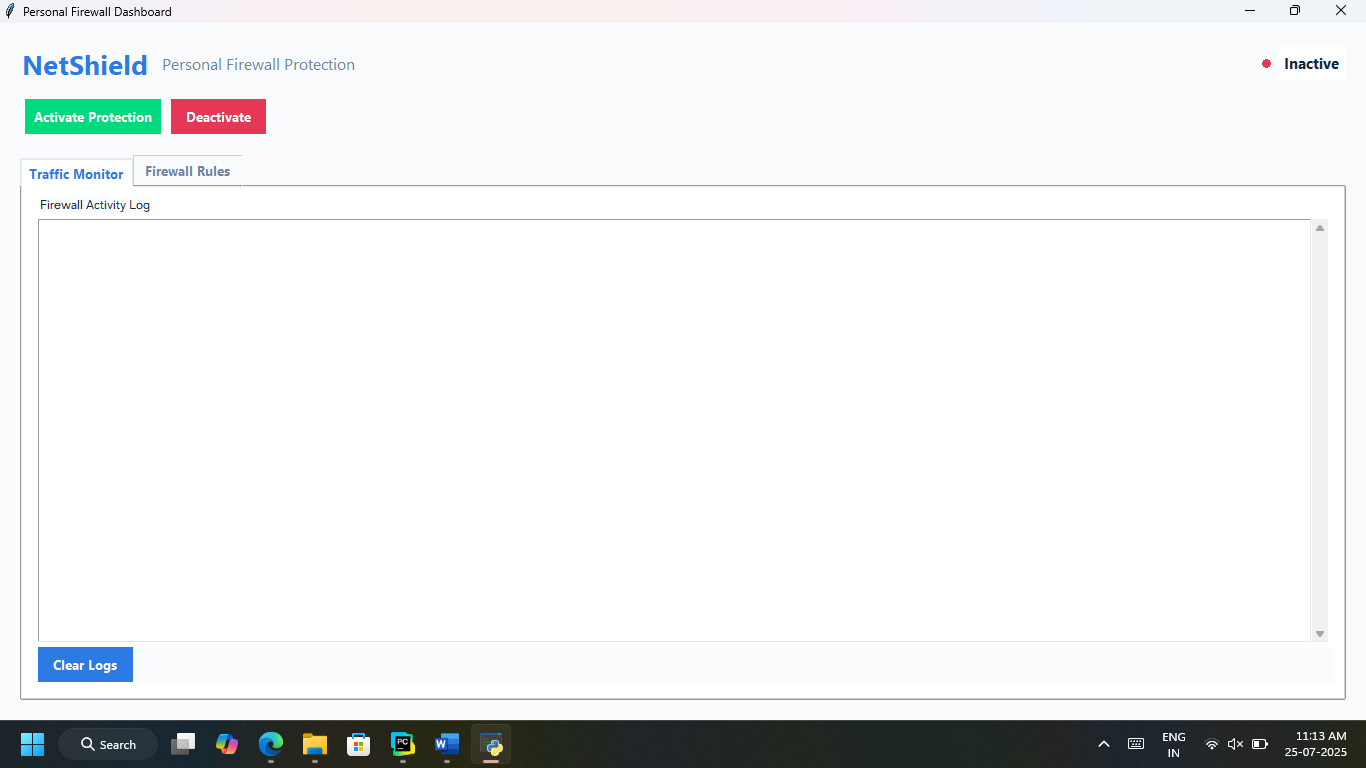 Personal Firewall Dashboard
NetShield Personal Firewall Protection
Inactive
Activate Protection Deactivate
Traffic Monitor Firewall Rules
Firewall Activity Log
Clear Logs
Search
PC
W
ENG
IN
11:13 AM
25-07-2025